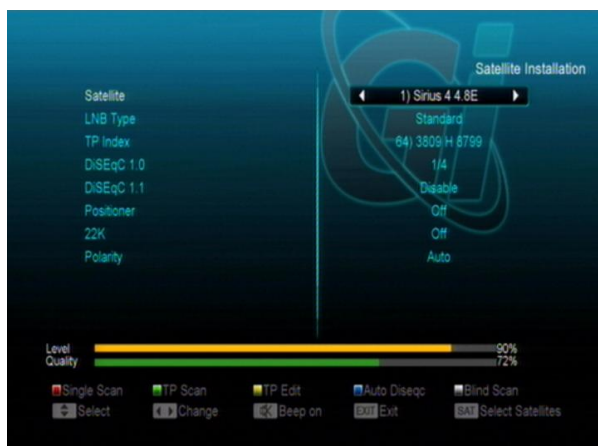 Satellite Installation
Satellite 1) Sirius 4 4.8E
LNB Type Standard
TP Index 64) 3809 H 8799
DiSEqC 1.0 1/4
DiSEqC 1.1 Disable
Positioner Off
22K Off
Polarity Auto
Level 90%
Quality 72%
Single Scan TP Scan TP Edit Auto Diseqc Blind Scan
Select Change Beep on EXIT Exit SAT Select Satellites